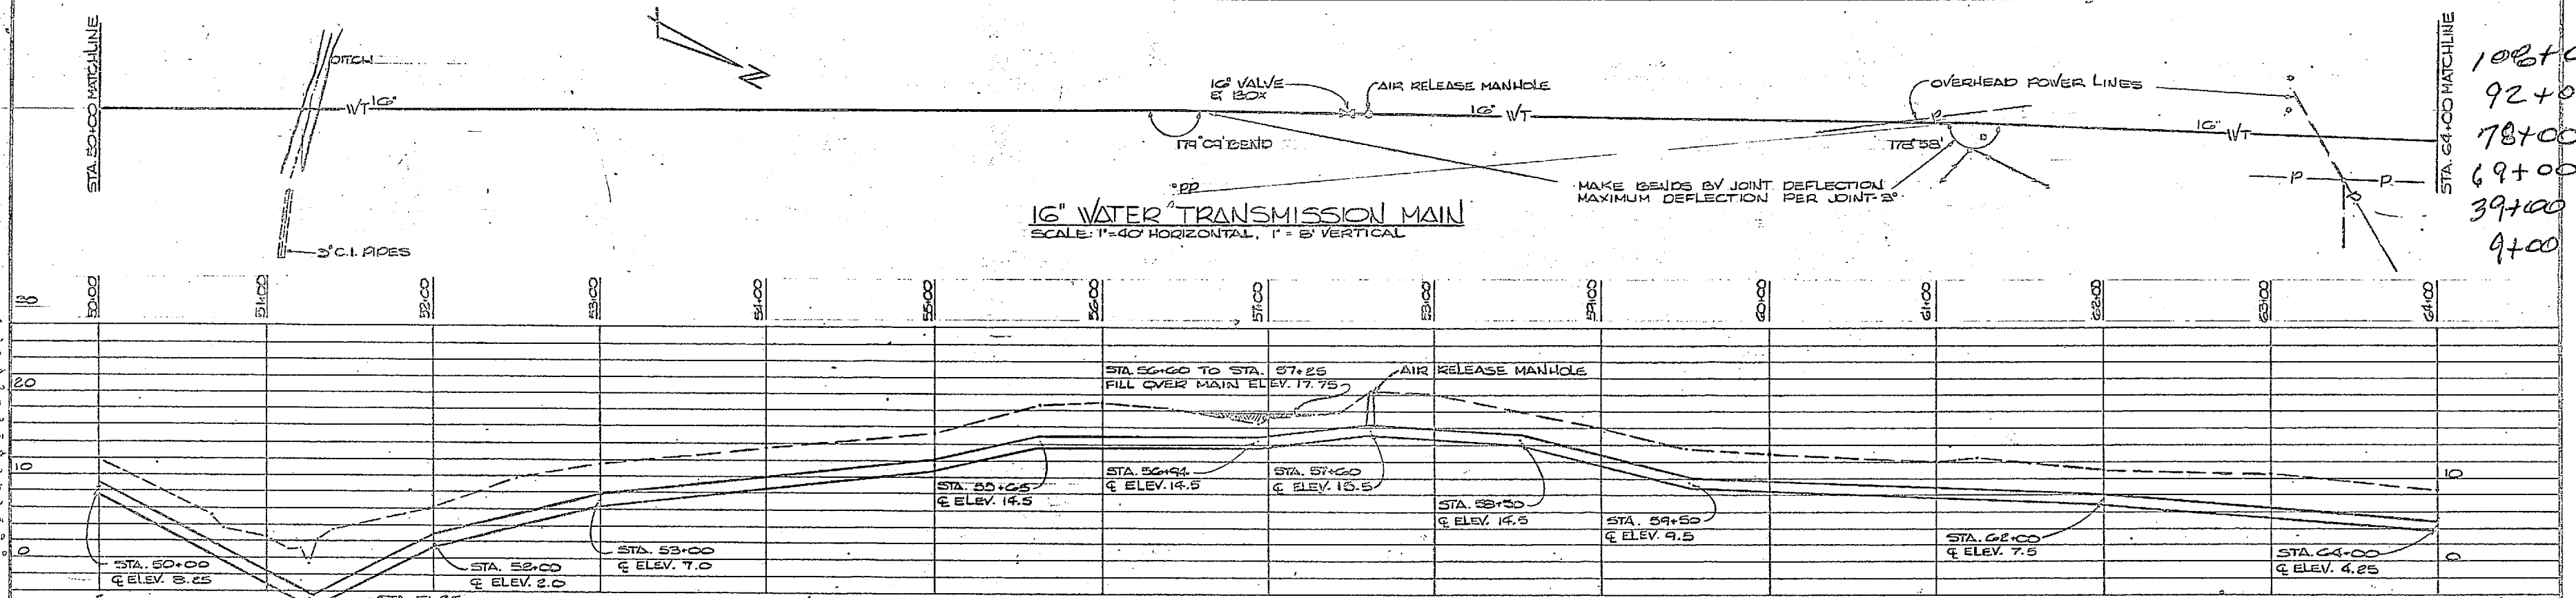 STA. 50+00 MATCHLINE
DITCH
WT 16"
3" C.I. PIPES
16" VALVE
& BOX
AIR RELEASE MANHOLE
16" WT
179°09' BEND
PP
OVERHEAD POWER LINES
P
178°58'
P
16" WT
MAKE BENDS BY JOINT DEFLECTION
MAXIMUM DEFLECTION PER JOINT-3°
P P
STA. 64+00 MATCHLINE
92+0
78+00
69+00
39+00
9+00
16" WATER TRANSMISSION MAIN
SCALE: 1"=40' HORIZONTAL, 1" = 8' VERTICAL
30
50+00 51+00 52+00 53+00 54+00 55+00 56+00 57+00 58+00 59+00 60+00 61+00 62+00 63+00 64+00
20
STA. 56+60 TO STA. 57+25
FILL OVER MAIN ELEV. 17.75
AIR RELEASE MANHOLE
10
10
0
0
STA. 50+00
℄ ELEV. 8.25
STA. 52+00
℄ ELEV. 2.0
STA. 53+00
℄ ELEV. 7.0
STA. 55+65
℄ ELEV. 14.5
STA. 56+94
℄ ELEV. 14.5
STA. 57+60
℄ ELEV. 15.5
STA. 58+50
℄ ELEV. 14.5
STA. 59+50
℄ ELEV. 9.5
STA. 62+00
℄ ELEV. 7.5
STA. 64+00
℄ ELEV. 4.25